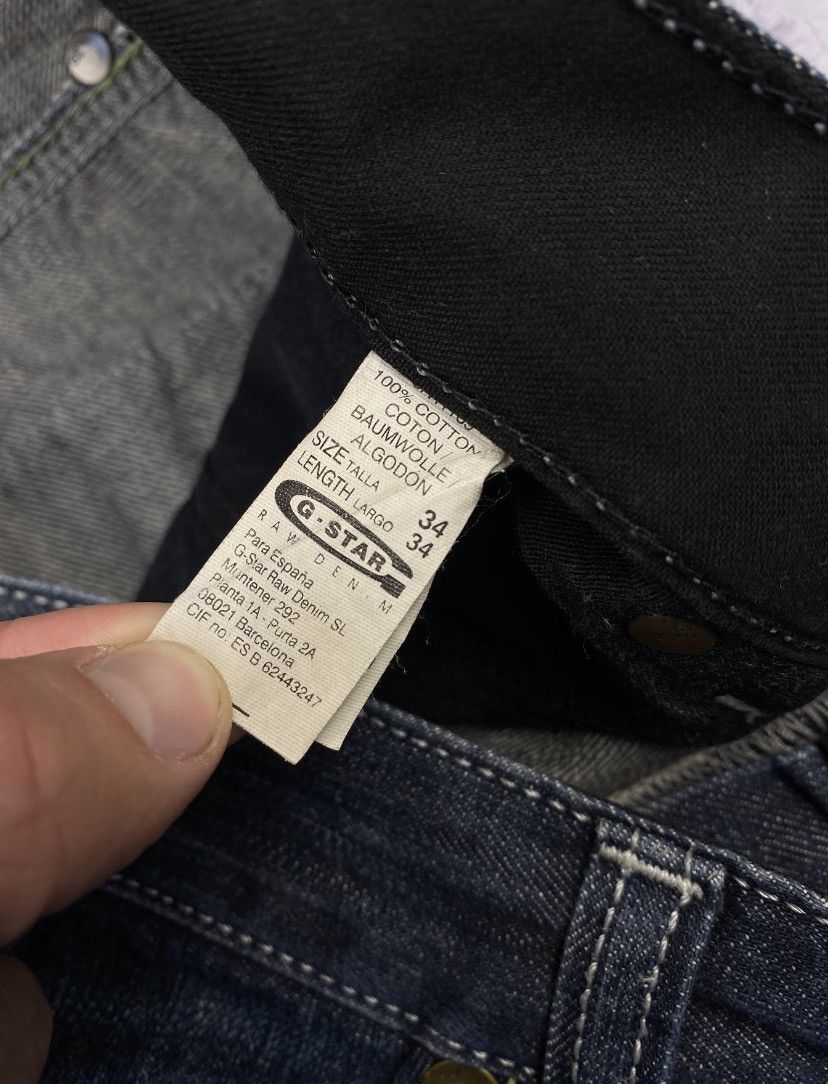 100% COTTON
COTON
BAUMWOLLE/
ALGODON
SIZE TALLA 34
LENGTH LARGO 34
G-STAR
RAW DENIM
Para España
G-Star Raw Denim SL
Muntener 292
Planta 1A - Purta 2A
08021 Barcelona
CIF no: ES B 62443247